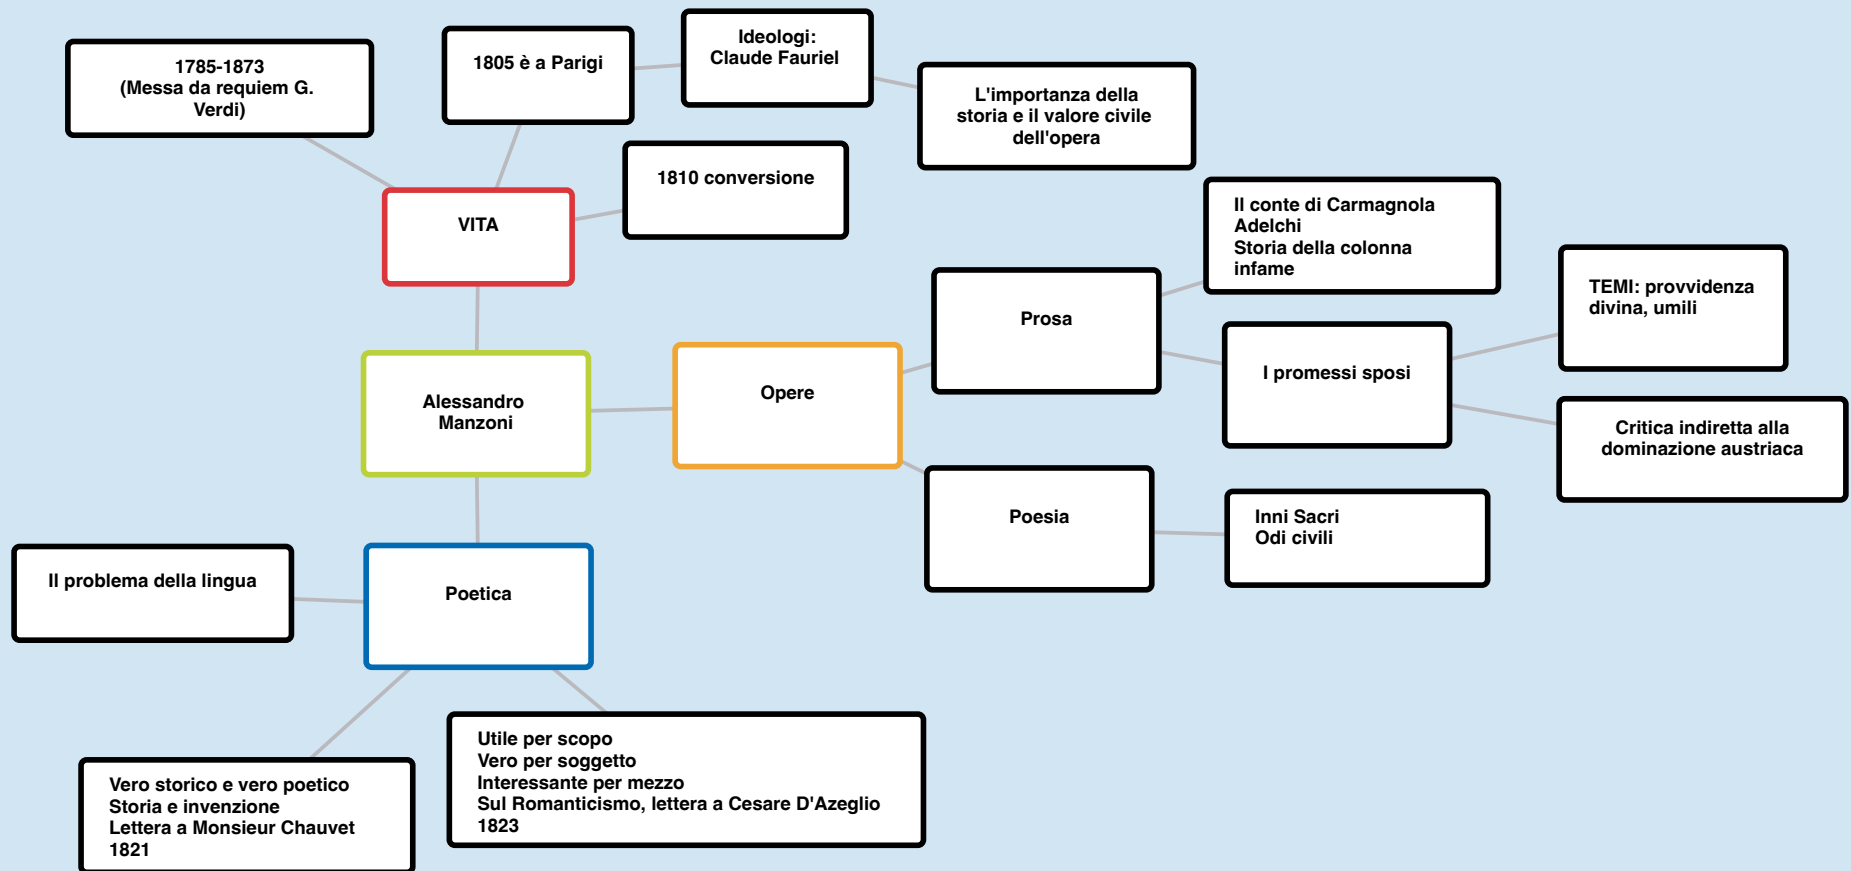 1785-1873
(Messa da requiem G.
Verdi)
1805 è a Parigi
Ideologi:
Claude Fauriel
L'importanza della
storia e il valore civile
dell'opera
1810 conversione
VITA
Il conte di Carmagnola
Adelchi
Storia della colonna
infame
Prosa
TEMI: provvidenza
divina, umili
I promessi sposi
Alessandro
Manzoni
Opere
Critica indiretta alla
dominazione austriaca
Poesia
Inni Sacri
Odi civili
Il problema della lingua
Poetica
Utile per scopo
Vero per soggetto
Interessante per mezzo
Sul Romanticismo, lettera a Cesare D'Azeglio
1823
Vero storico e vero poetico
Storia e invenzione
Lettera a Monsieur Chauvet
1821